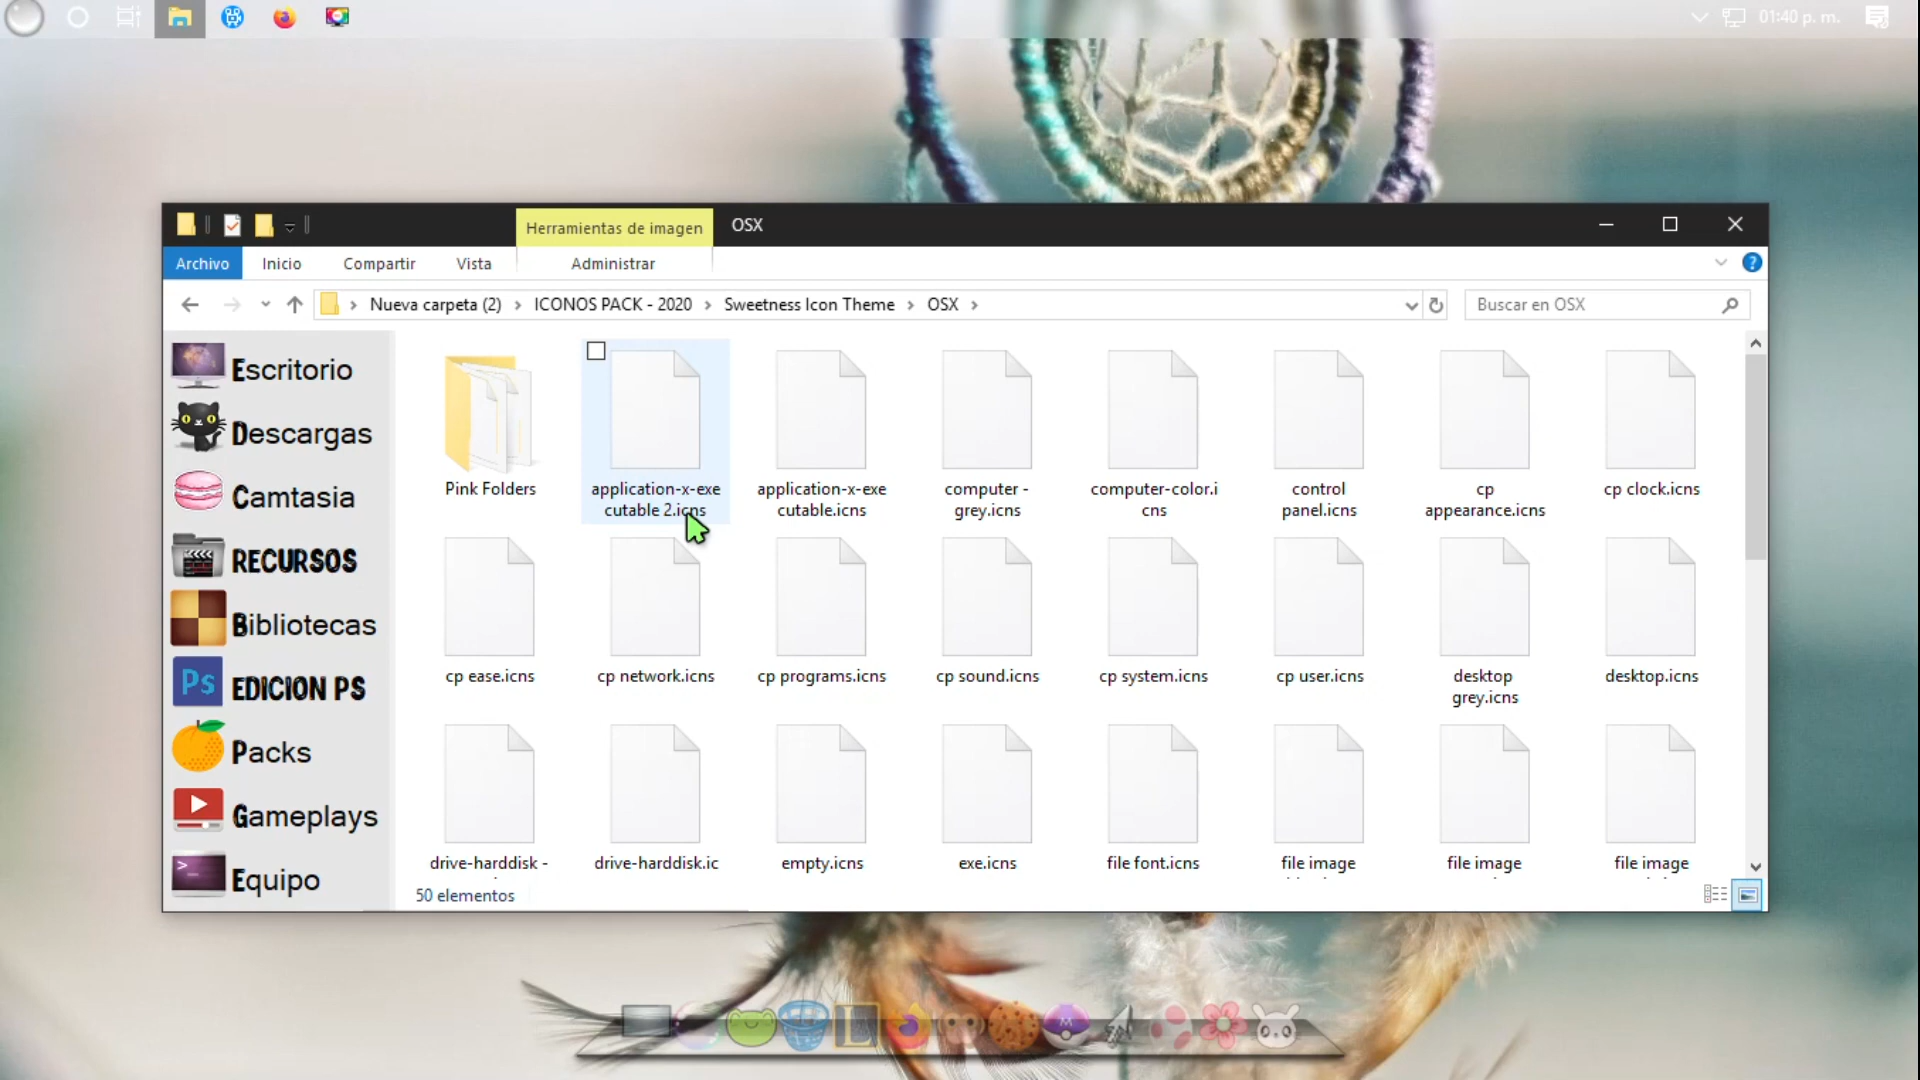 01:40 p. m.
Herramientas de imagen
OSX
Archivo
Inicio
Compartir
Vista
Administrar
Nueva carpeta (2) › ICONOS PACK - 2020 › Sweetness Icon Theme › OSX ›
Buscar en OSX
Escritorio
Descargas
Camtasia
RECURSOS
Bibliotecas
Ps
EDICION PS
Packs
Gameplays
Equipo
Pink Folders
application-x-exe
cutable 2.icns
application-x-exe
cutable.icns
computer -
grey.icns
computer-color.i
cns
control
panel.icns
cp
appearance.icns
cp clock.icns
cp ease.icns
cp network.icns
cp programs.icns
cp sound.icns
cp system.icns
cp user.icns
desktop
grey.icns
desktop.icns
drive-harddisk -
drive-harddisk.ic
empty.icns
exe.icns
file font.icns
file image
file image
file image
50 elementos